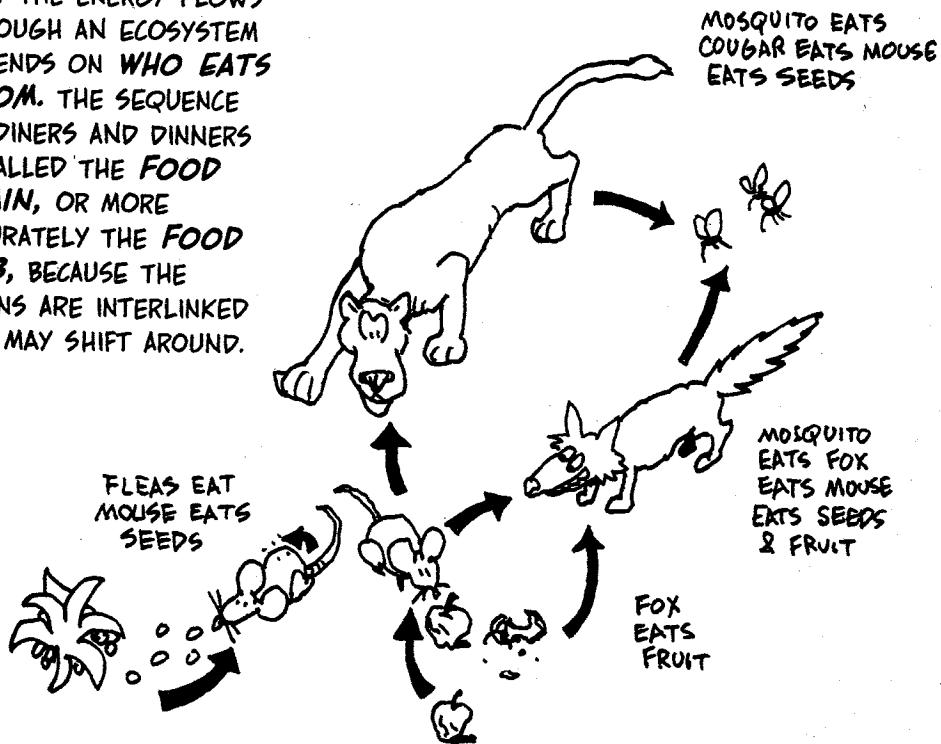 THE ENERGY FLOWS
OUGH AN ECOSYSTEM
ENDS ON WHO EATS
OM. THE SEQUENCE
DINERS AND DINNERS
ALLED THE FOOD
IN, OR MORE
URATELY THE FOOD
B, BECAUSE THE
NS ARE INTERLINKED
MAY SHIFT AROUND.
MOSQUITO EATS
COUGAR EATS MOUSE
EATS SEEDS
FLEAS EAT
MOUSE EATS
SEEDS
MOSQUITO
EATS FOX
EATS MOUSE
EATS SEEDS
& FRUIT
FOX
EATS
FRUIT